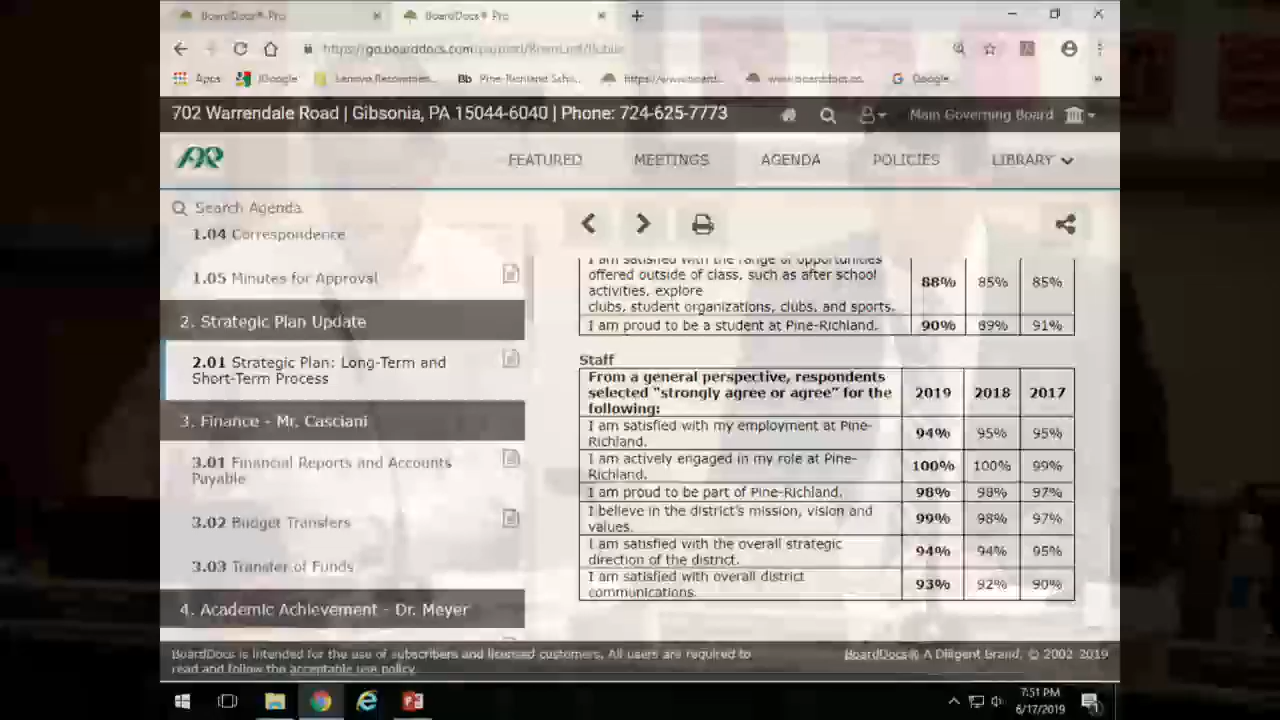 BoardDocs® Pro
BoardDocs® Pro
702 Warrendale Road | Gibsonia, PA 15044-6040 | Phone: 724-625-7773
Main Governing Board
FEATURED MEETINGS AGENDA POLICIES LIBRARY
Search Agenda
1.04 Correspondence
1.05 Minutes for Approval
2. Strategic Plan Update
2.01 Strategic Plan: Long-Term and
Short-Term Process
3. Finance - Mr. Casciani
3.01 Financial Reports and Accounts
Payable
3.02 Budget Transfers
3.03 Transfer of Funds
4. Academic Achievement - Dr. Meyer
I am satisfied with the range of opportunities
offered outside of class, such as after school
activities, explore
clubs, student organizations, clubs, and sports.
88% 85% 85%
I am proud to be a student at Pine-Richland. 90% 89% 91%
Staff
From a general perspective, respondents
selected "strongly agree or agree" for the
following:
2019 2018 2017
I am satisfied with my employment at Pine-
Richland.
94% 95% 95%
I am actively engaged in my role at Pine-
Richland.
100% 100% 99%
I am proud to be part of Pine-Richland. 98% 98% 97%
I believe in the district's mission, vision and
values.
99% 98% 97%
I am satisfied with the overall strategic
direction of the district.
94% 94% 95%
I am satisfied with overall district
communications.
93% 92% 90%
BoardDocs® is intended for the use of subscribers and licensed customers. All users are required to
read and follow the acceptable use policy.
BoardDocs® A Diligent Brand, © 2002-2019
Apps Google Pine-Richland Google
7:51 PM
6/17/2019